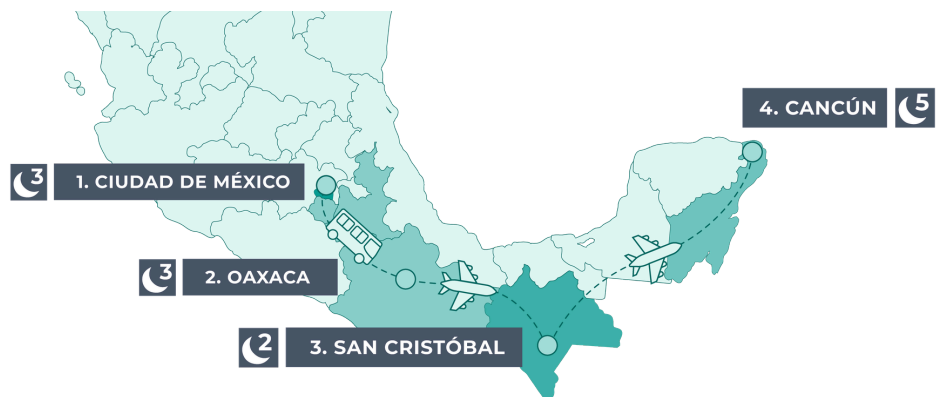 4. CANCÚN 5
3 1. CIUDAD DE MÉXICO
3 2. OAXACA
2 3. SAN CRISTÓBAL